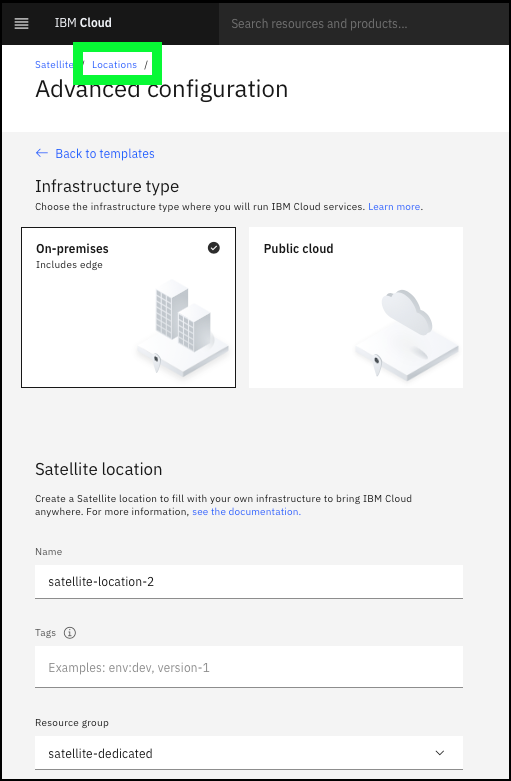 IBM Cloud
Search resources and products...
Satellite / Locations /
Advanced configuration
← Back to templates
Infrastructure type
Choose the infrastructure type where you will run IBM Cloud services. Learn more.
On-premises
Includes edge
Public cloud
Satellite location
Create a Satellite location to fill with your own infrastructure to bring IBM Cloud
anywhere. For more information, see the documentation.
Name
satellite-location-2
Tags
Examples: env:dev, version-1
Resource group
satellite-dedicated